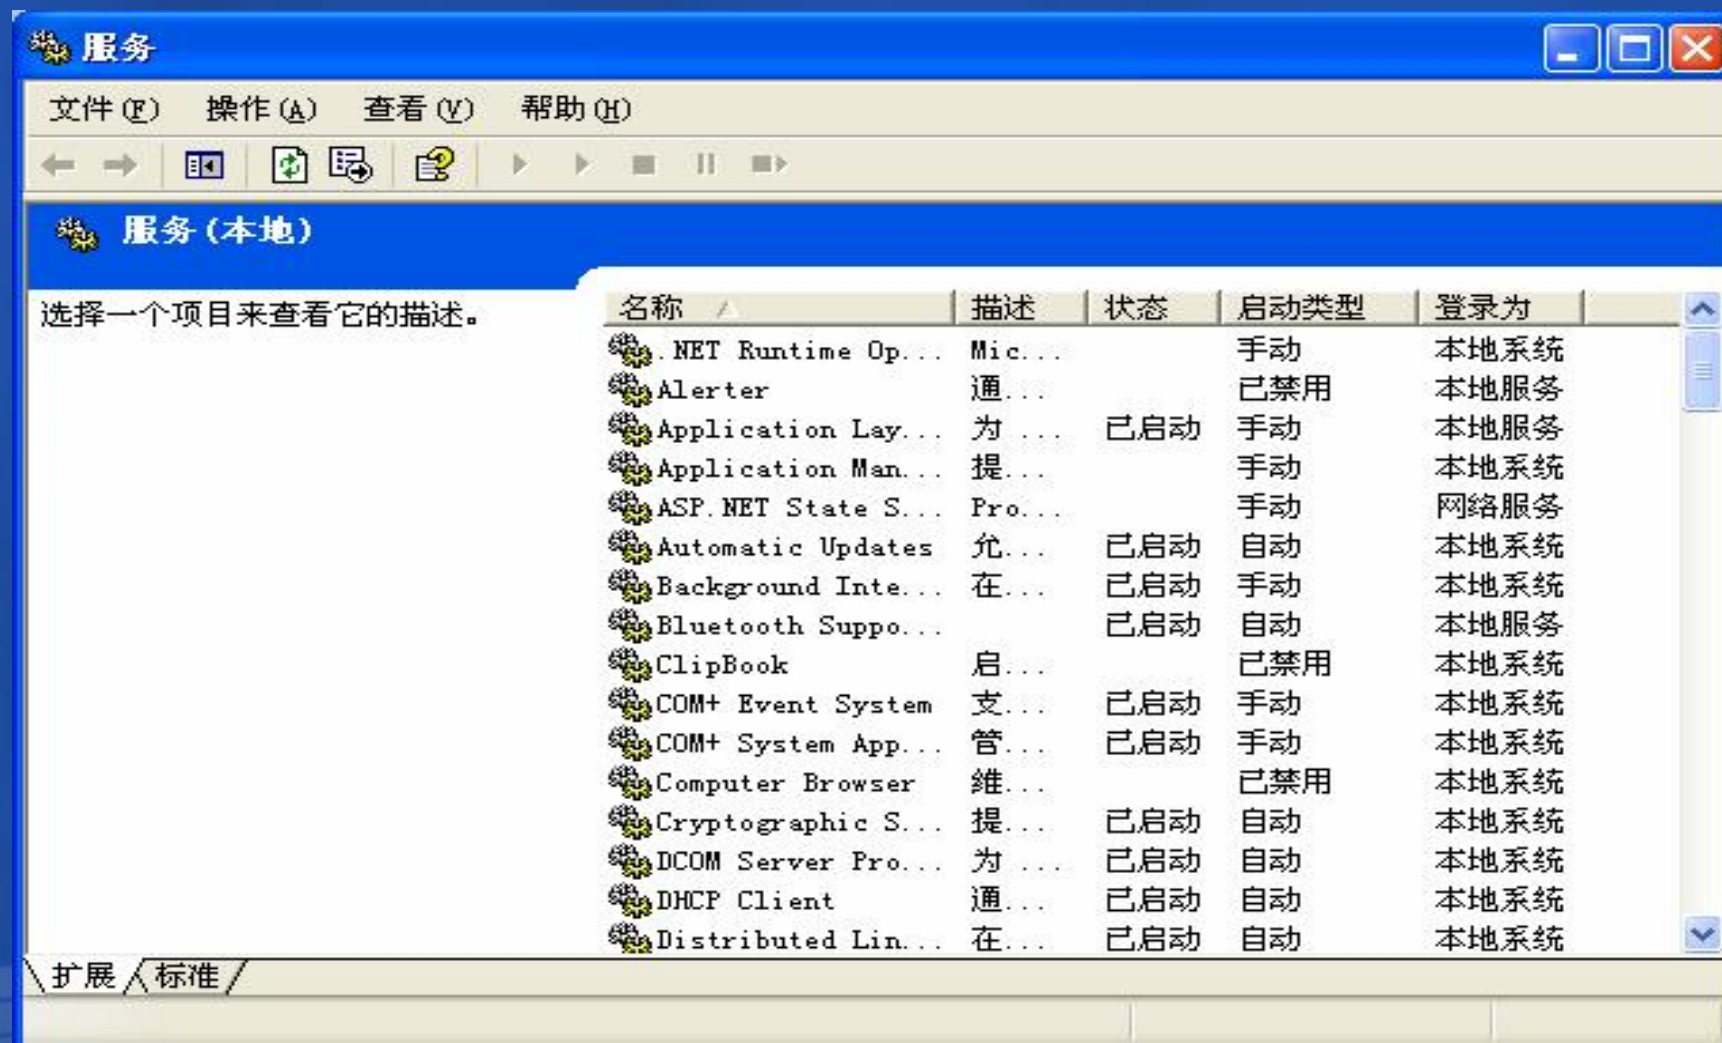 服务
文件(F) 操作(A) 查看(V) 帮助(H)
服务(本地)
选择一个项目来查看它的描述。
名称 描述 状态 启动类型 登录为
.NET Runtime Op... Mic... 手动 本地系统
Alerter 通... 已禁用 本地服务
Application Lay... 为 ... 已启动 手动 本地服务
Application Man... 提... 手动 本地系统
ASP.NET State S... Pro... 手动 网络服务
Automatic Updates 允... 已启动 自动 本地系统
Background Inte... 在... 已启动 手动 本地系统
Bluetooth Suppo... 已启动 自动 本地服务
ClipBook 启... 已禁用 本地系统
COM+ Event System 支... 已启动 手动 本地系统
COM+ System App... 管... 已启动 手动 本地系统
Computer Browser 维... 已禁用 本地系统
Cryptographic S... 提... 已启动 自动 本地系统
DCOM Server Pro... 为 ... 已启动 自动 本地系统
DHCP Client 通... 已启动 自动 本地系统
Distributed Lin... 在... 已启动 自动 本地系统
扩展 标准